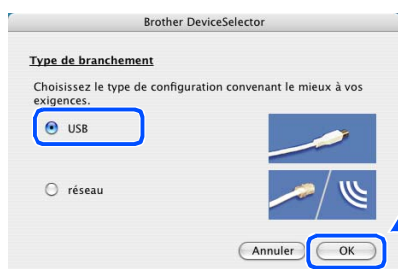 Brother DeviceSelector
Type de branchement
Choisissez le type de configuration convenant le mieux à vos
exigences.
USB
réseau
Annuler OK